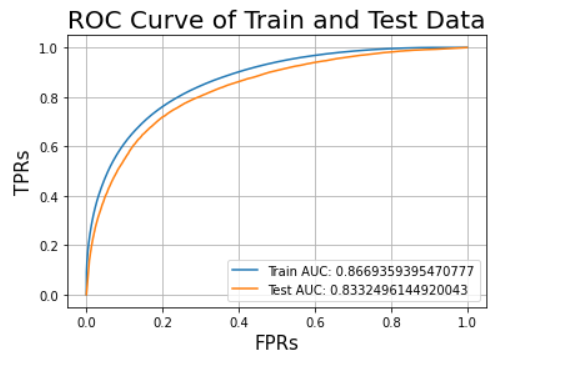 ROC Curve of Train and Test Data
1.0
0.8
0.6
0.4
0.2
0.0
TPRs
Train AUC: 0.8669359395470777
Test AUC: 0.8332496144920043
0.0 0.2 0.4 0.6 0.8 1.0
FPRs